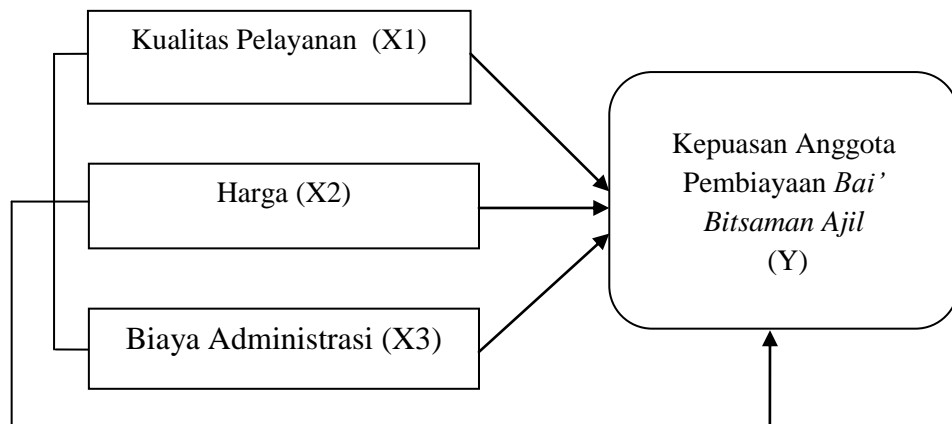 Kualitas Pelayanan (X1)
Harga (X2)
Biaya Administrasi (X3)
Kepuasan Anggota
Pembiayaan Bai’
Bitsaman Ajil
(Y)